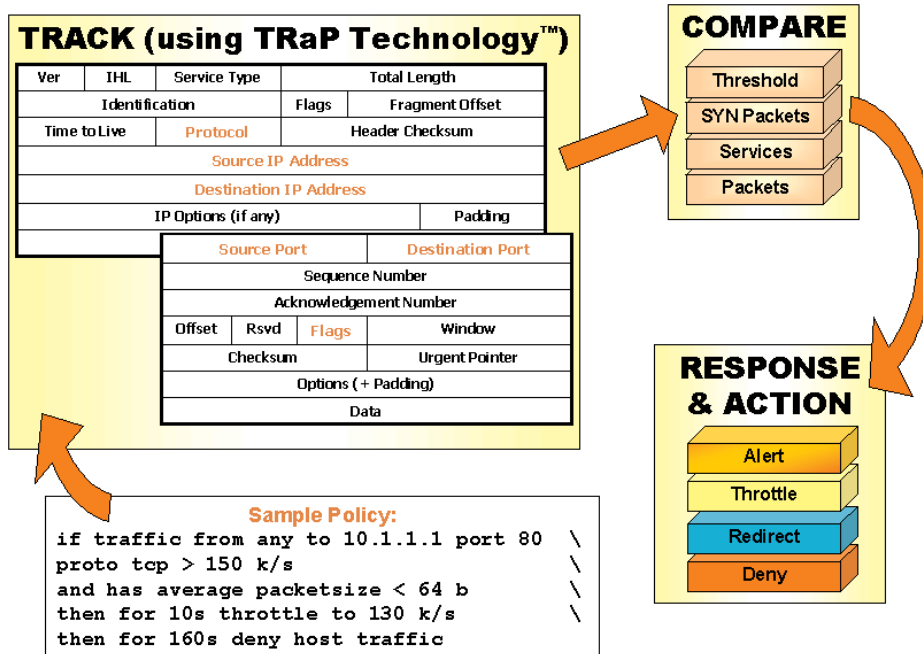 TRACK (using TRaP Technology™)
Ver IHL Service Type Total Length
Identification Flags Fragment Offset
Time to Live Protocol Header Checksum
Source IP Address
Destination IP Address
IP Options (if any) Padding
Source Port Destination Port
Sequence Number
Acknowledgement Number
Offset Rsvd Flags Window
Checksum Urgent Pointer
Options (+ Padding)
Data
COMPARE
Threshold
SYN Packets
Services
Packets
RESPONSE
& ACTION
Alert
Throttle
Redirect
Deny
Sample Policy:
if traffic from any to 10.1.1.1 port 80 \
proto tcp > 150 k/s \
and has average packetsize < 64 b \
then for 10s throttle to 130 k/s \
then for 160s deny host traffic